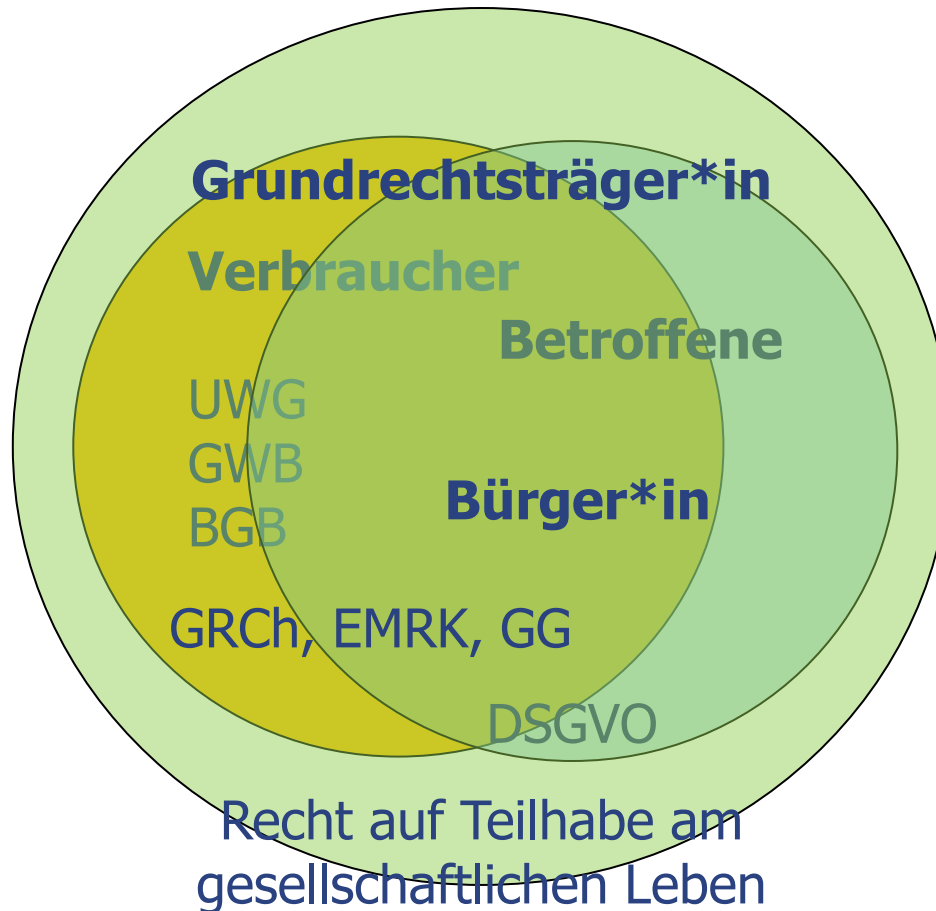 Grundrechtsträger*in
Verbraucher
Betroffene
UWG
GWB
BGB
Bürger*in
GRCh, EMRK, GG
DSGVO
Recht auf Teilhabe am
gesellschaftlichen Leben